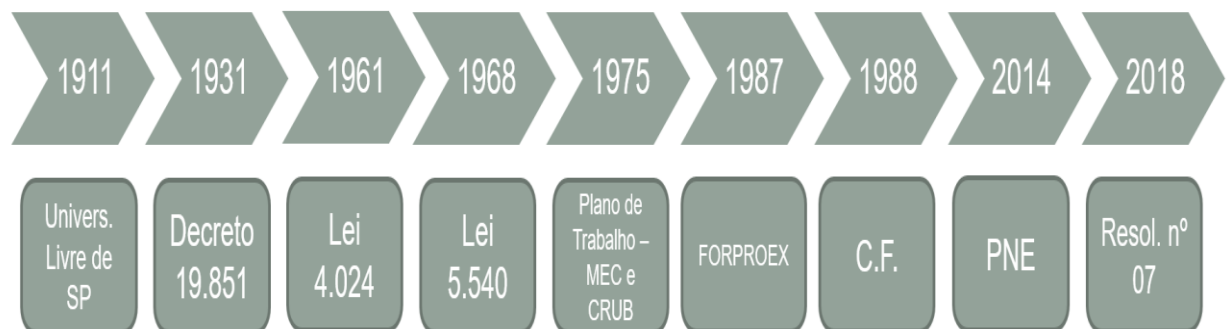 1911
1931
1961
1968
1975
1987
1988
2014
2018
Univers.
Livre de
SP
Decreto
19.851
Lei
4.024
Lei
5.540
Plano de
Trabalho –
MEC e
CRUB
FORPROEX
C.F.
PNE
Resol. nº
07